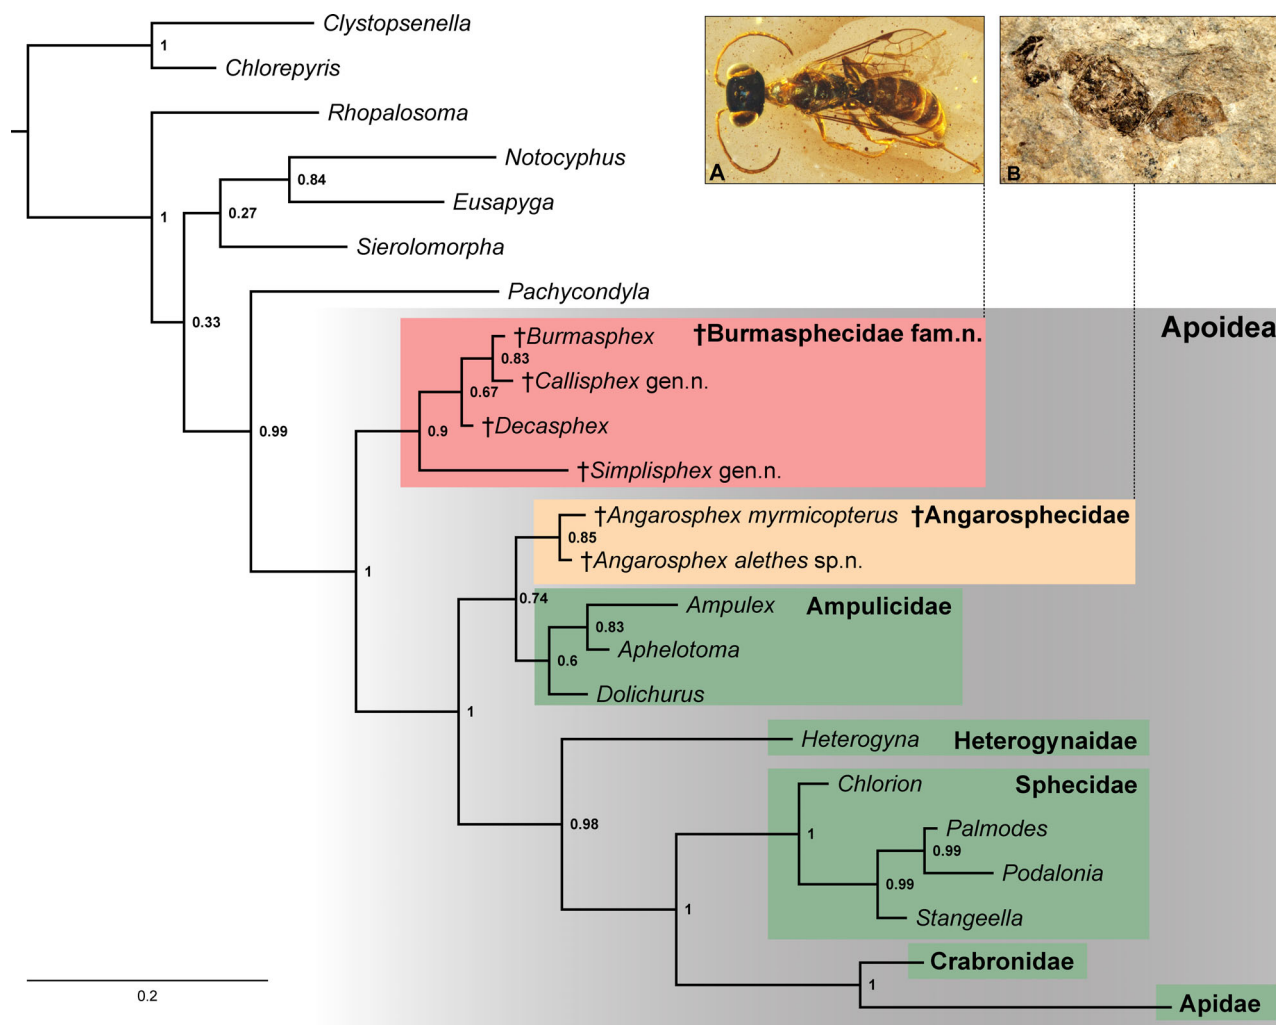 Clystopsenella
1
Chlorepyris
Rhopalosoma
A
B
Notocyphus
0.84
Eusapyga
0.27
1
Sierolomorpha
Pachycondyla
0.33
Apoidea
†Burmasphex
†Burmasphecidae fam.n.
0.83
†Callisphex gen.n.
0.67
†Decasphex
0.99
0.9
†Simplisphex gen.n.
†Angarosphex myrmicopterus
†Angarosphecidae
0.85
†Angarosphex alethes sp.n.
1
0.74
Ampulex
Ampulicidae
0.83
Aphelotoma
0.6
Dolichurus
1
Heterogyna
Heterogynaidae
Chlorion
Sphecidae
0.98
Palmodes
1
0.99
Podalonia
0.99
Stangeella
1
Crabronidae
1
Apidae
0.2